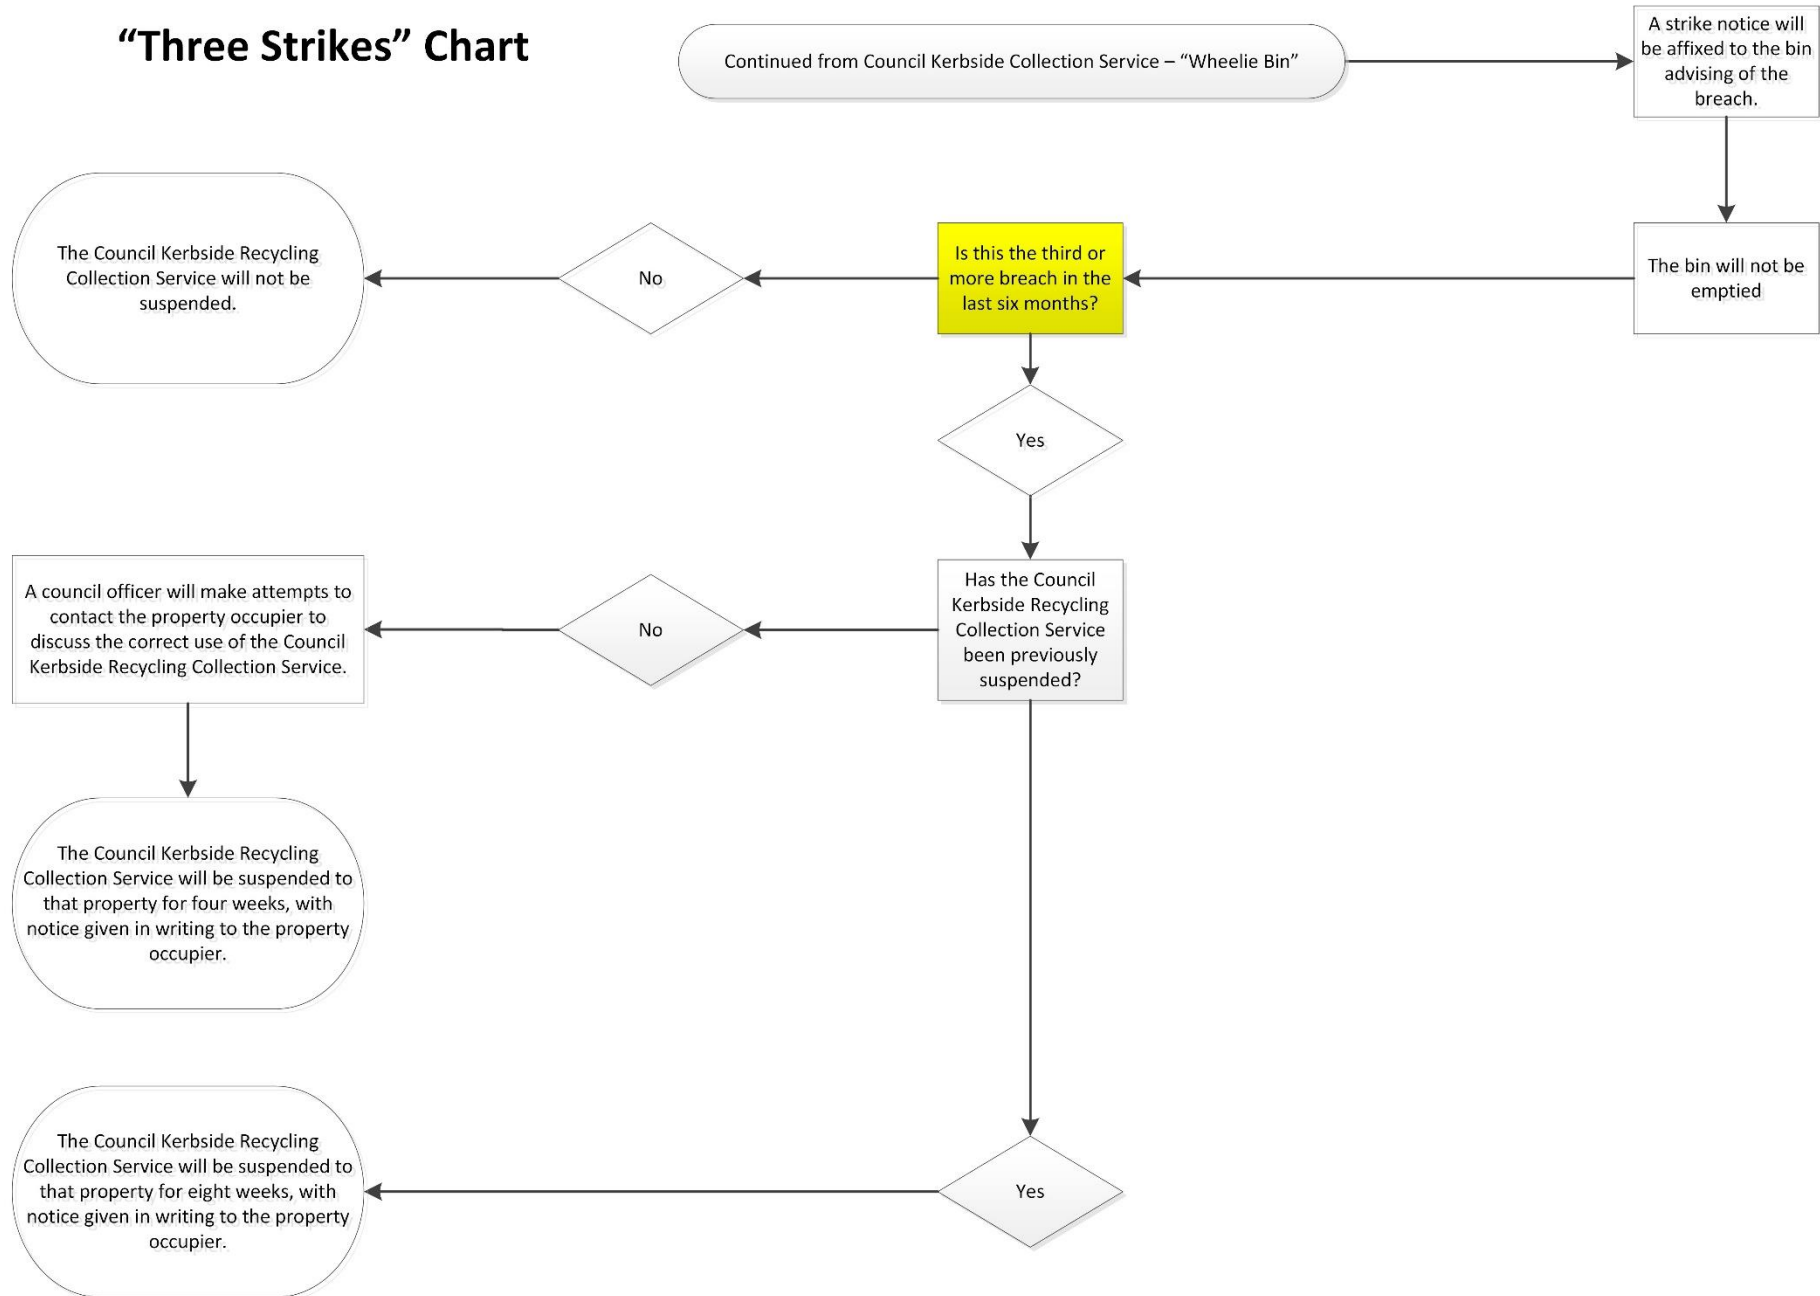 “Three Strikes” Chart
Continued from Council Kerbside Collection Service – “Wheelie Bin”
A strike notice will
be affixed to the bin
advising of the
breach.
The bin will not be
emptied
Is this the third or
more breach in the
last six months?
No
The Council Kerbside Recycling
Collection Service will not be
suspended.
Yes
Has the Council
Kerbside Recycling
Collection Service
been previously
suspended?
No
A council officer will make attempts to
contact the property occupier to
discuss the correct use of the Council
Kerbside Recycling Collection Service.
The Council Kerbside Recycling
Collection Service will be suspended to
that property for four weeks, with
notice given in writing to the property
occupier.
Yes
The Council Kerbside Recycling
Collection Service will be suspended to
that property for eight weeks, with
notice given in writing to the property
occupier.